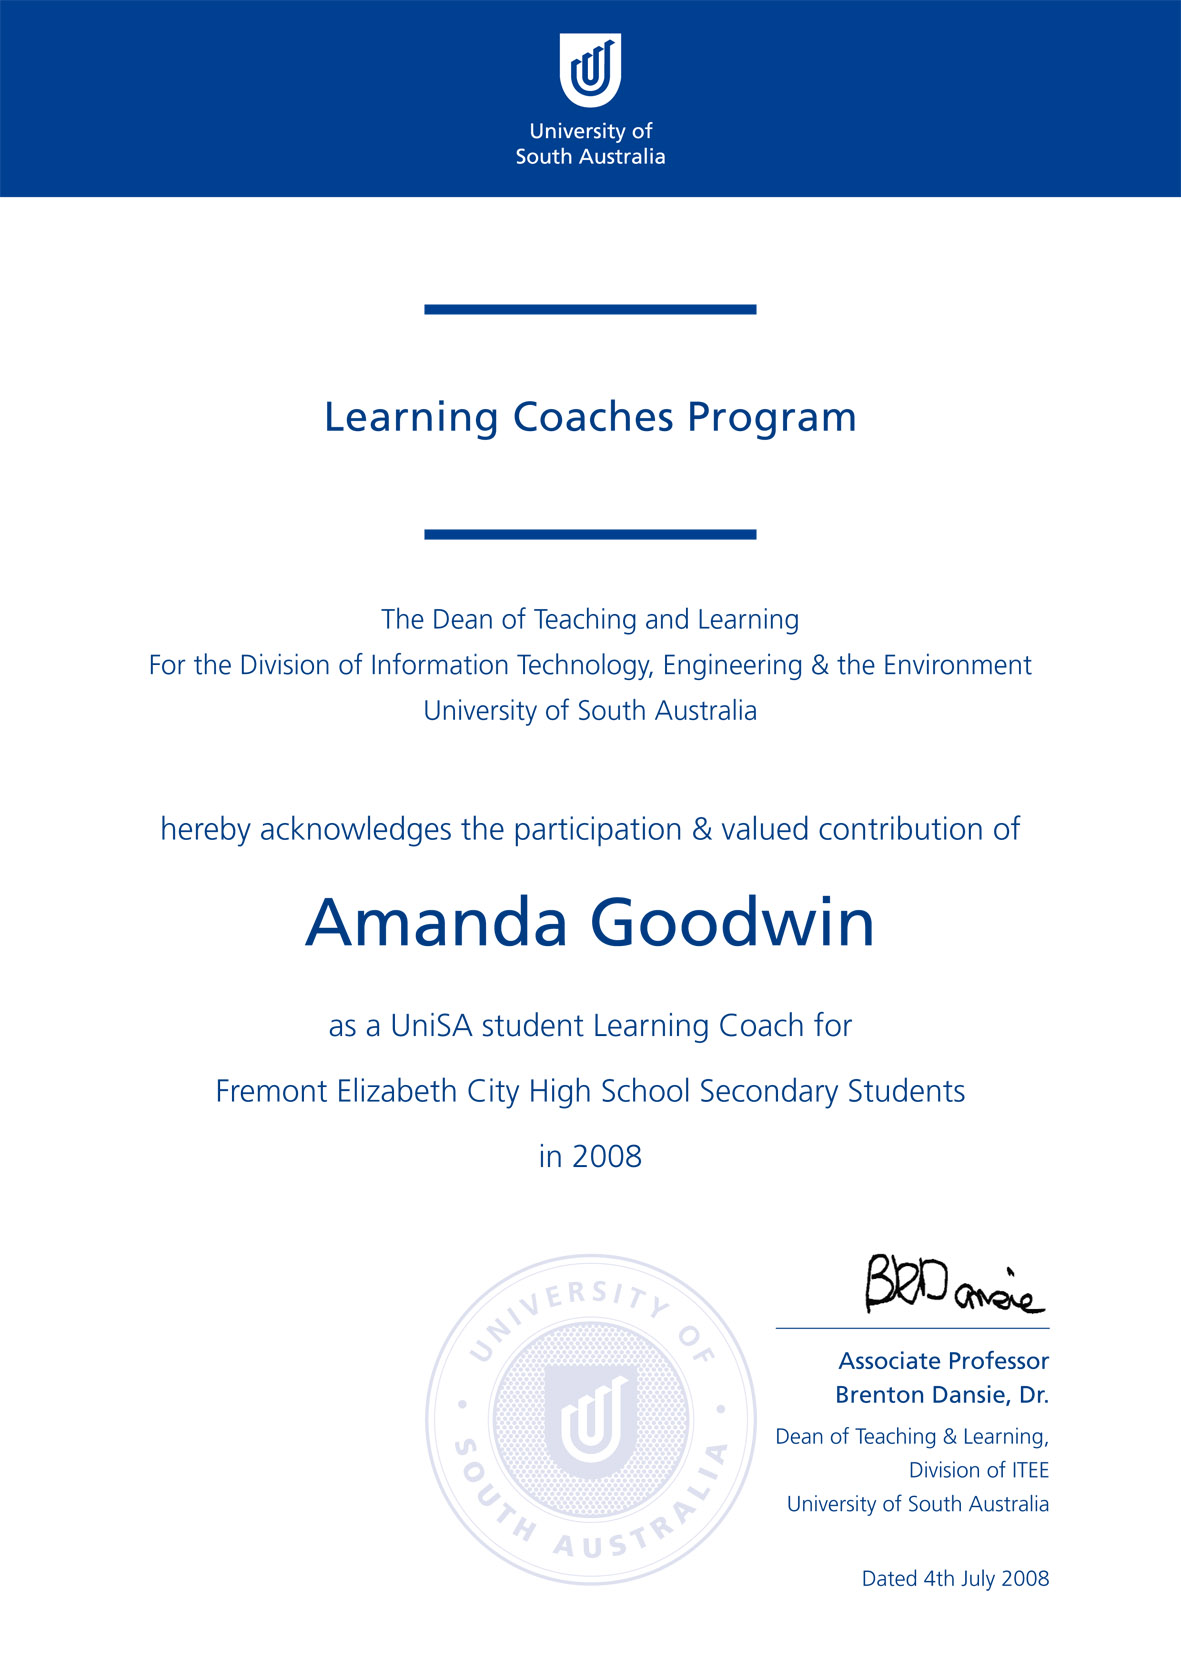 University of
South Australia
Learning Coaches Program
The Dean of Teaching and Learning
For the Division of Information Technology, Engineering & the Environment
University of South Australia
hereby acknowledges the participation & valued contribution of
Amanda Goodwin
as a UniSA student Learning Coach for
Fremont Elizabeth City High School Secondary Students
in 2008
UNIVERSITY OF
SOUTH AUSTRALIA
BRDansie
Associate Professor
Brenton Dansie, Dr.
Dean of Teaching & Learning,
Division of ITEE
University of South Australia
Dated 4th July 2008